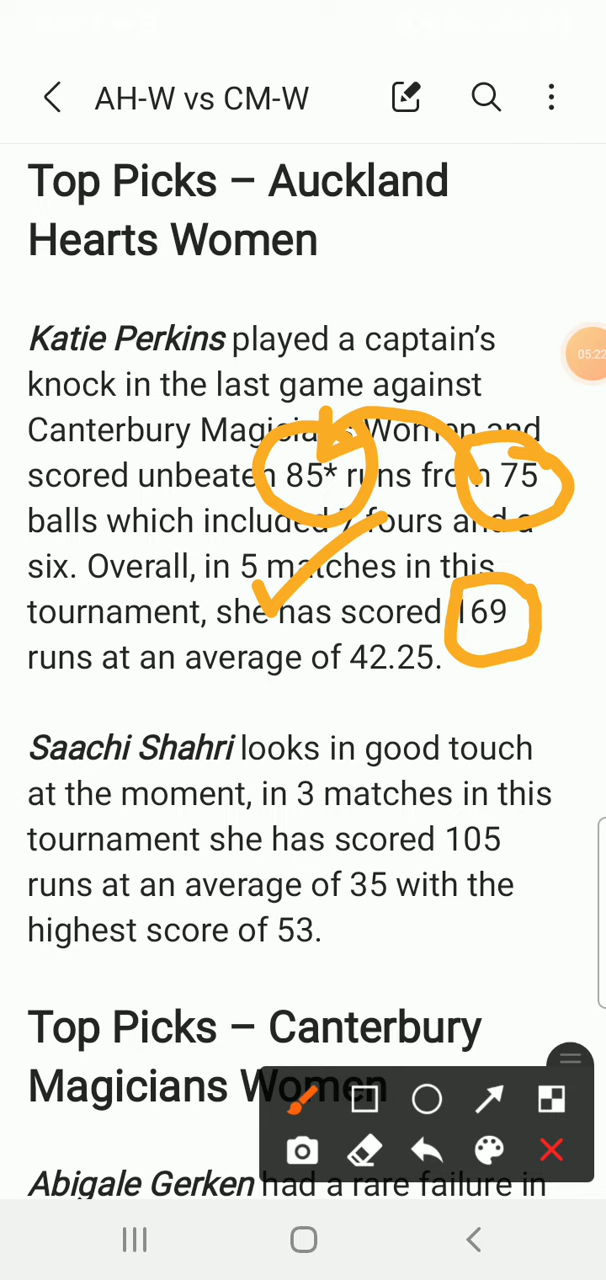 AH-W vs CM-W
Top Picks – Auckland
Hearts Women
Katie Perkins played a captain's
knock in the last game against
Canterbury Magicians Women and
scored unbeaten 85* runs from 75
balls which included 7 fours and a
six. Overall, in 5 matches in this
tournament, she has scored 169
runs at an average of 42.25.
05:22
Saachi Shahri looks in good touch
at the moment, in 3 matches in this
tournament she has scored 105
runs at an average of 35 with the
highest score of 53.
Top Picks – Canterbury
Magicians Women
Abigale Gerken had a rare failure in